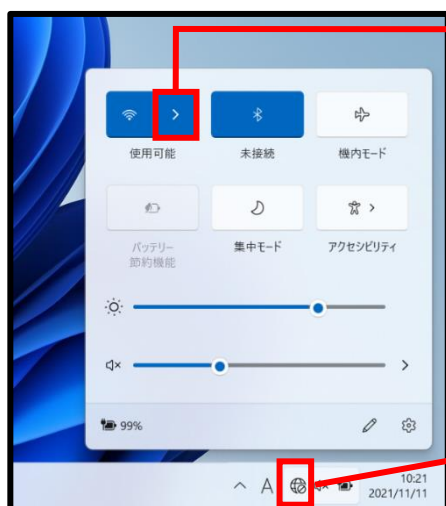 使用可能
未接続
機内モード
バッテリー
節約機能
集中モード
アクセシビリティ
99%
A
10:21
2021/11/11